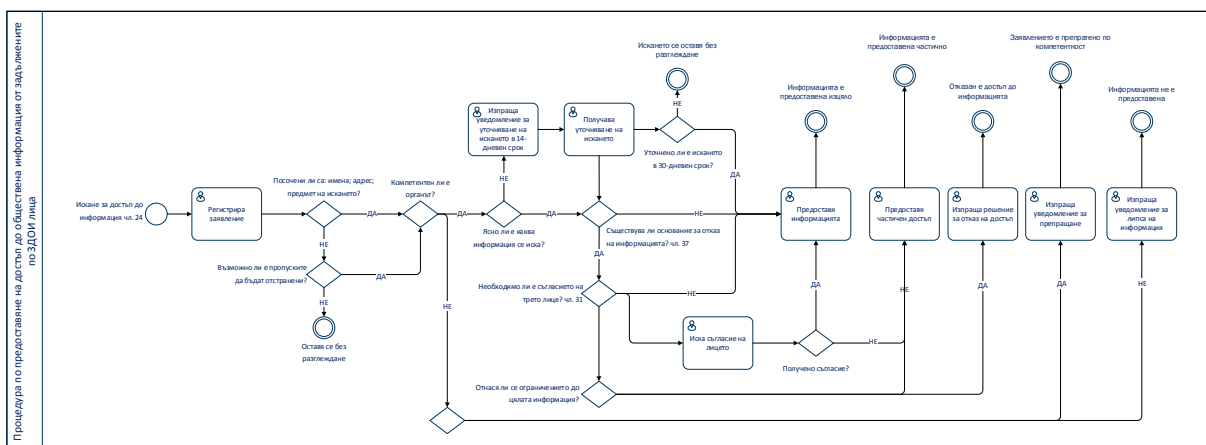 Процедура по предоставяне на достъп до обществена информация от задължените
по ЗДОИ лица
Искане за достъп до
информация чл. 24
Регистрира
заявление
Посочени ли са: имена; адрес;
предмет на искането?
ДА
НЕ
Възможно ли е пропуските
да бъдат отстранени?
ДА
НЕ
Оставя се без
разглеждане
Компетентен ли е
органът?
ДА
НЕ
Изпраща
уведомление за
уточняване на
искането в 14-
дневен срок
НЕ
Ясно ли е каква
информация се иска?
ДА
Получава
уточняване на
искането
Искането се оставя без
разглеждане
НЕ
Уточнено ли е искането
в 30-дневен срок?
ДА
НЕ
Съществува ли основание за отказ
на информацията? чл. 37
ДА
Необходимо ли е съгласието на
трето лице? чл. 31
НЕ
Иска съгласие на
лицето
Получено съгласие?
ДА
НЕ
Отнася ли се ограничението до
цялата информация?
Информацията е
предоставена изцяло
Предоставя
информацията
Информацията е
предоставена частично
Предоставя
частичен достъп
НЕ
Отказан е достъп до
информацията
Изпраща решение
за отказ на достъп
ДА
Заявлението е препратено по
компетентност
Изпраща
уведомление за
препращане
ДА
Информацията не е
предоставена
Изпраща
уведомление за
липса на
информация
НЕ